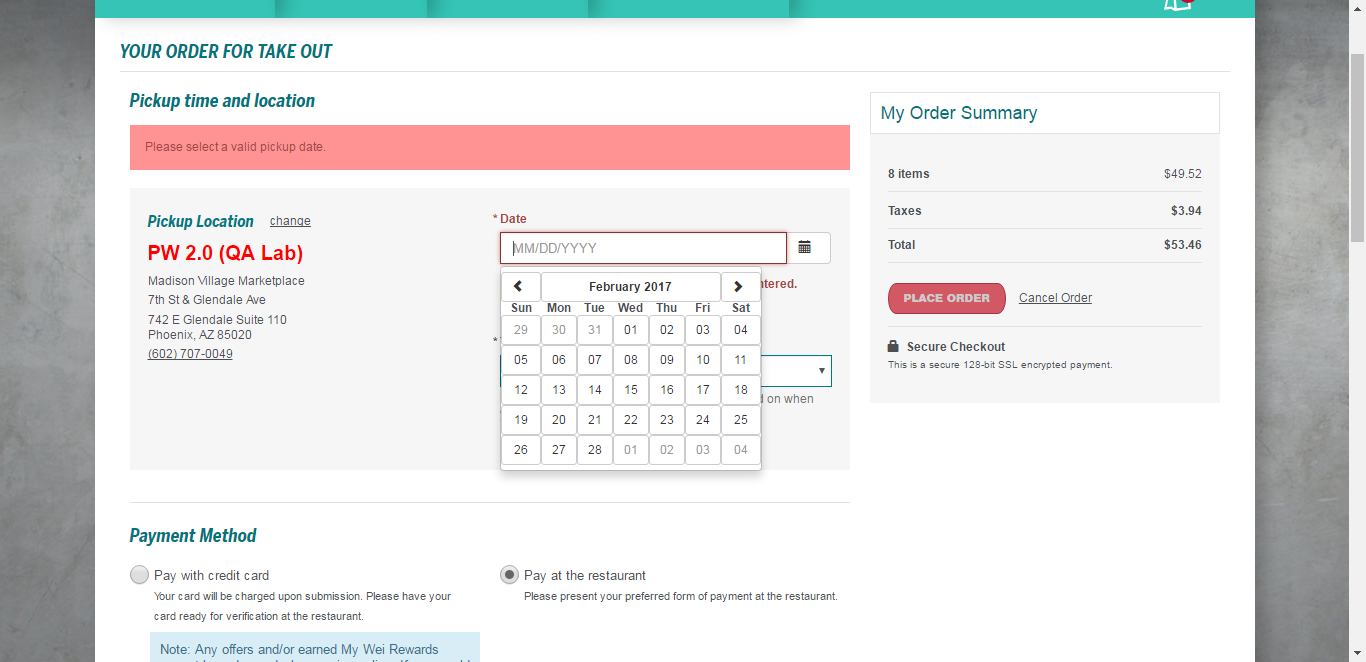 YOUR ORDER FOR TAKE OUT
Pickup time and location
Please select a valid pickup date.
Pickup Location change
PW 2.0 (QA Lab)
Madison Village Marketplace
7th St & Glendale Ave
742 E Glendale Suite 110
Phoenix, AZ 85020
(602) 707-0049
* Date
MM/DD/YYYY
ntered.
February 2017
Sun Mon Tue Wed Thu Fri Sat
29 30 31 01 02 03 04
05 06 07 08 09 10 11
12 13 14 15 16 17 18
19 20 21 22 23 24 25
26 27 28 01 02 03 04
*
on when
My Order Summary
8 items $49.52
Taxes $3.94
Total $53.46
PLACE ORDER Cancel Order
Secure Checkout
This is a secure 128-bit SSL encrypted payment.
Payment Method
Pay with credit card
Your card will be charged upon submission. Please have your
card ready for verification at the restaurant.
Note: Any offers and/or earned My Wei Rewards
Pay at the restaurant
Please present your preferred form of payment at the restaurant.